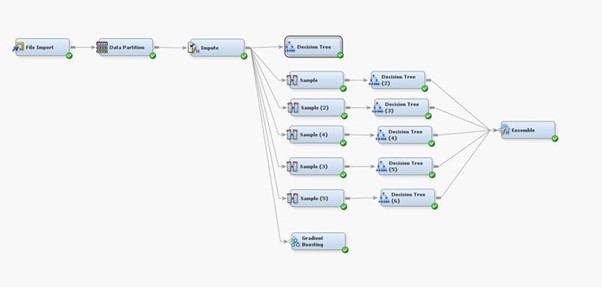 File Import
Data Partition
Impute
Decision Tree
Sample
Decision Tree
(2)
Sample (2)
Decision Tree
(3)
Sample (4)
Decision Tree
(4)
Sample (3)
Decision Tree
(5)
Sample (5)
Decision Tree
(6)
Ensemble
Gradient
Boosting